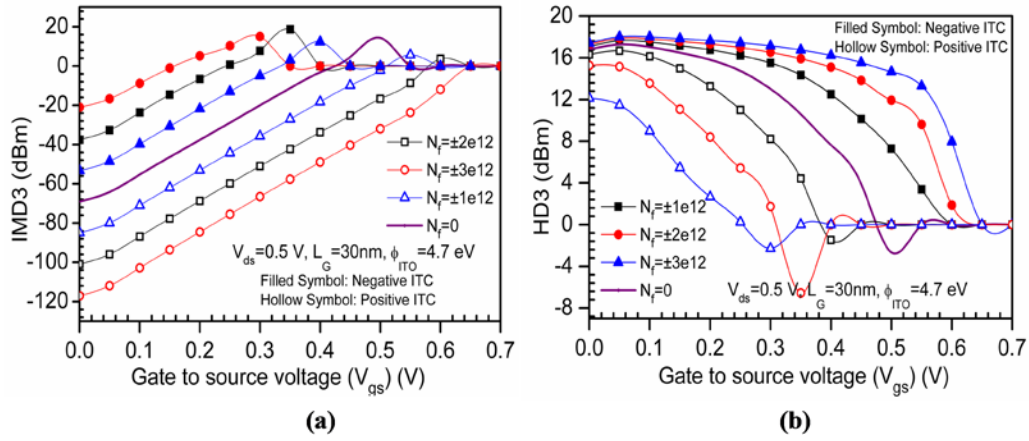 IMD3 (dBm)
20
0
-20
-40
-60
-80
-100
-120
0.0 0.1 0.2 0.3 0.4 0.5 0.6 0.7
Gate to source voltage (Vgs) (V)
Nf=±2e12
Nf=±3e12
Nf=±1e12
Nf=0
Vds=0.5 V, LG=30nm, ϕITO=4.7 eV
Filled Symbol: Negative ITC
Hollow Symbol: Positive ITC
(a)
HD3 (dBm)
20
16
12
8
4
0
-4
-8
0.0 0.1 0.2 0.3 0.4 0.5 0.6 0.7
Gate to source voltage (Vgs) (V)
Filled Symbol: Negative ITC
Hollow Symbol: Positive ITC
Nf=±1e12
Nf=±2e12
Nf=±3e12
Nf=0
Vds=0.5 V, LG=30nm, ϕITO=4.7 eV
(b)